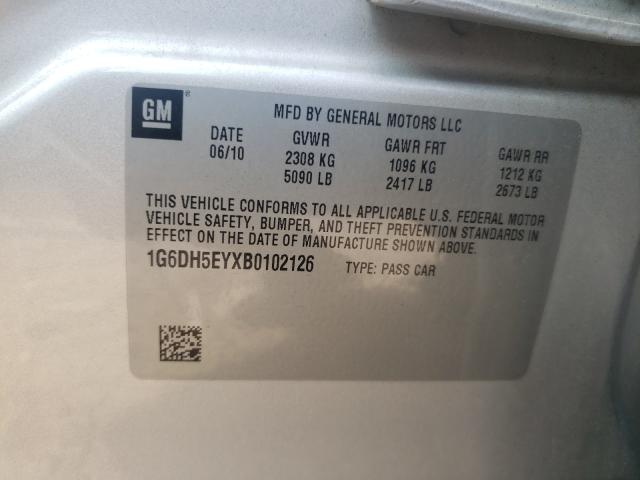 GM ®
MFD BY GENERAL MOTORS LLC
DATE GVWR GAWR FRT GAWR RR
06/10 2308 KG 1096 KG 1212 KG
5090 LB 2417 LB 2673 LB
THIS VEHICLE CONFORMS TO ALL APPLICABLE U.S. FEDERAL MOTOR
VEHICLE SAFETY, BUMPER, AND THEFT PREVENTION STANDARDS IN
EFFECT ON THE DATE OF MANUFACTURE SHOWN ABOVE.
1G6DH5EYXB0102126 TYPE: PASS CAR